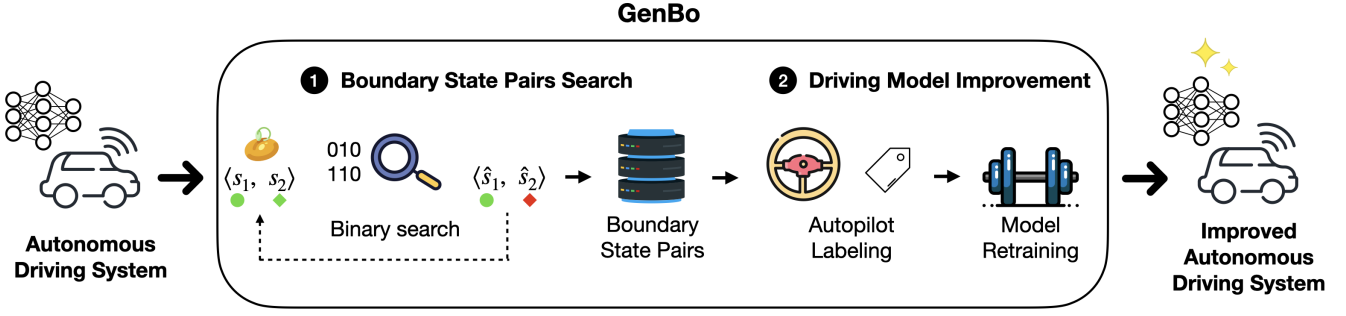 GenBo
1 Boundary State Pairs Search
2 Driving Model Improvement
010
110
⟨s₁, s₂⟩
⟨ŝ₁, ŝ₂⟩
Binary search
Boundary
State Pairs
Autopilot
Labeling
Model
Retraining
Autonomous
Driving System
Improved
Autonomous
Driving System